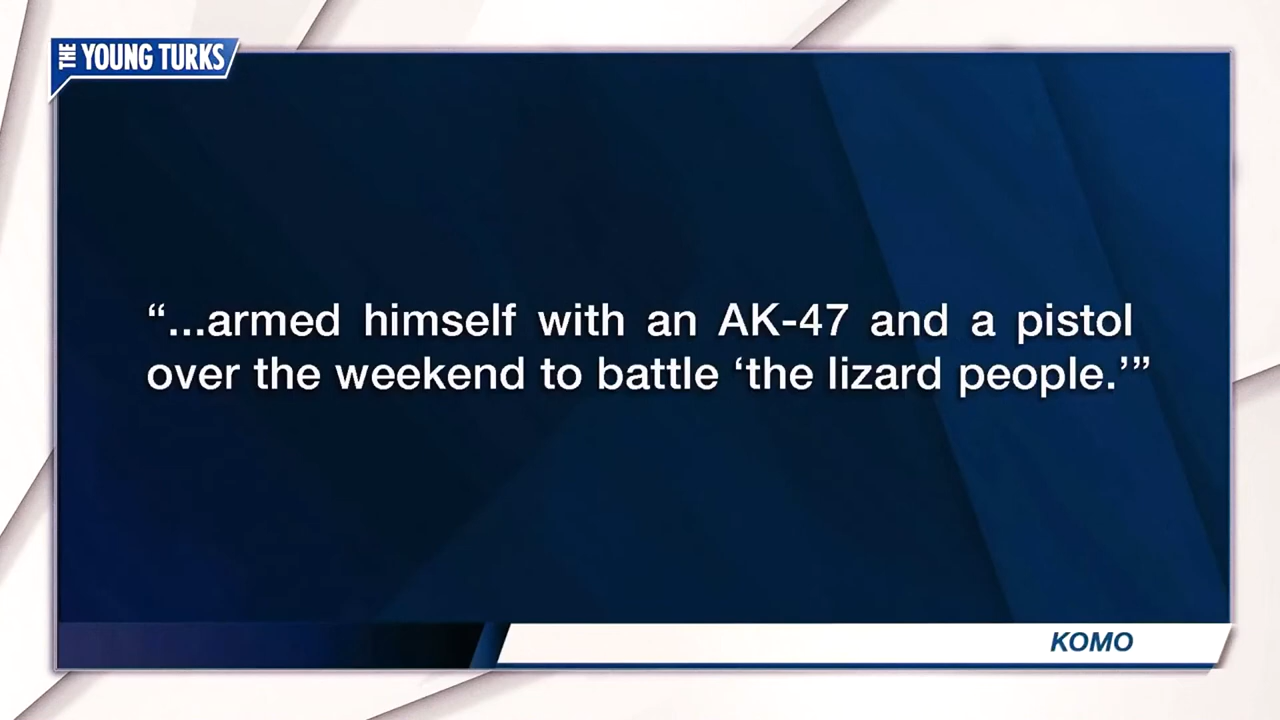 THE YOUNG TURKS
“...armed himself with an AK-47 and a pistol
over the weekend to battle ‘the lizard people.’”
KOMO